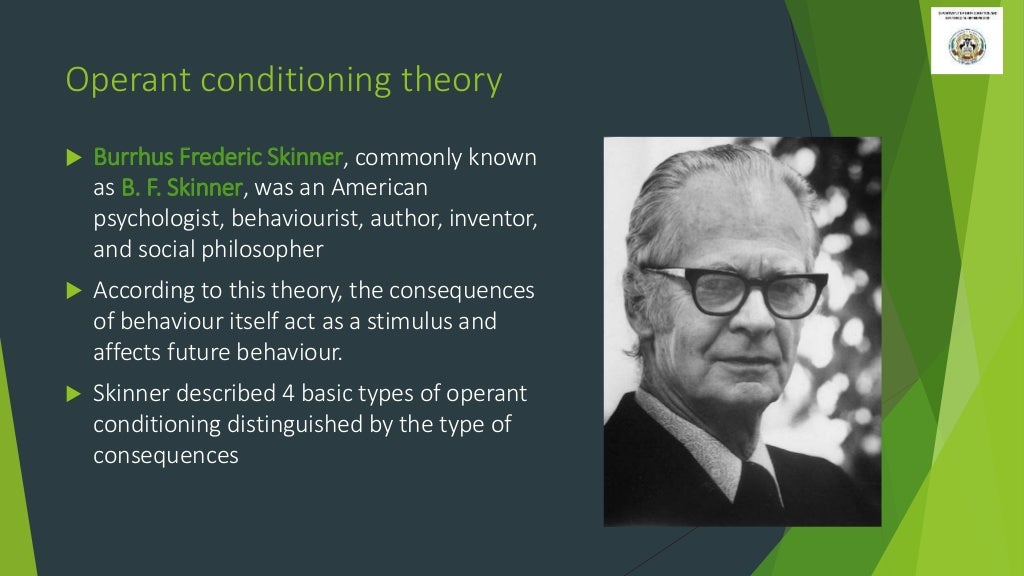 Operant conditioning theory
Burrhus Frederic Skinner, commonly known
as B. F. Skinner, was an American
psychologist, behaviourist, author, inventor,
and social philosopher
According to this theory, the consequences
of behaviour itself act as a stimulus and
affects future behaviour.
Skinner described 4 basic types of operant
conditioning distinguished by the type of
consequences